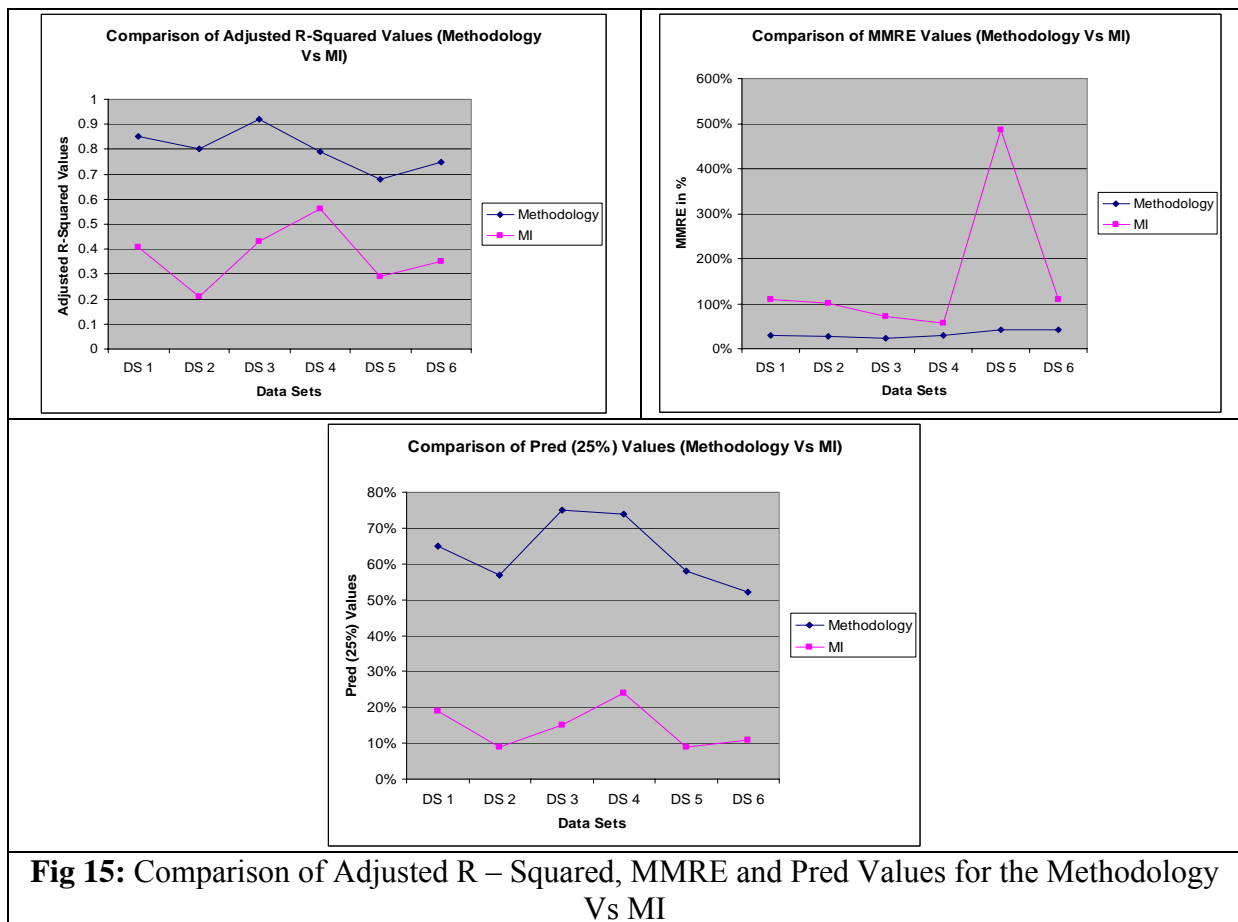 Comparison of Adjusted R-Squared Values (Methodology
Vs MI)
1
0.9
0.8
0.7
0.6
0.5
0.4
0.3
0.2
0.1
0
Adjusted R-Squared Values
DS 1 DS 2 DS 3 DS 4 DS 5 DS 6
Data Sets
Methodology
MI
Comparison of MMRE Values (Methodology Vs MI)
600%
500%
400%
300%
200%
100%
0%
MMRE in %
DS 1 DS 2 DS 3 DS 4 DS 5 DS 6
Data Sets
Methodology
MI
Comparison of Pred (25%) Values (Methodology Vs MI)
80%
70%
60%
50%
40%
30%
20%
10%
0%
Pred (25%) Values
DS 1 DS 2 DS 3 DS 4 DS 5 DS 6
Data Sets
Methodology
MI
Fig 15: Comparison of Adjusted R – Squared, MMRE and Pred Values for the Methodology
Vs MI